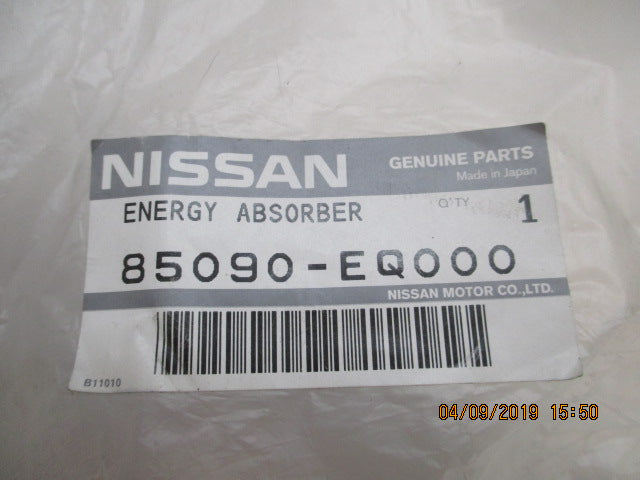 NISSAN GENUINE PARTS
Made in Japan
ENERGY ABSORBER Q'TY 1
85090-EQ000
NISSAN MOTOR CO.,LTD.
B11010
04/09/2019 15:50